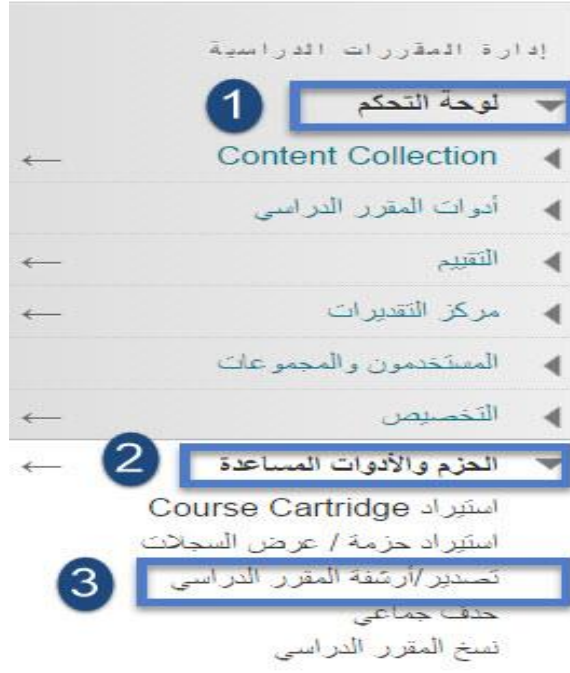 إدارة المقررات الدراسية
1 لوحة التحكم
Content Collection
أدوات المقرر الدراسي
التقييم
مركز التقديرات
المستخدمون والمجموعات
التخصيص
2 الحزم والأدوات المساعدة
استيراد Course Cartridge
استيراد حزمة / عرض السجلات
3 تصدير/أرشفة المقرر الدراسي
حذف جماعي
نسخ المقرر الدراسي